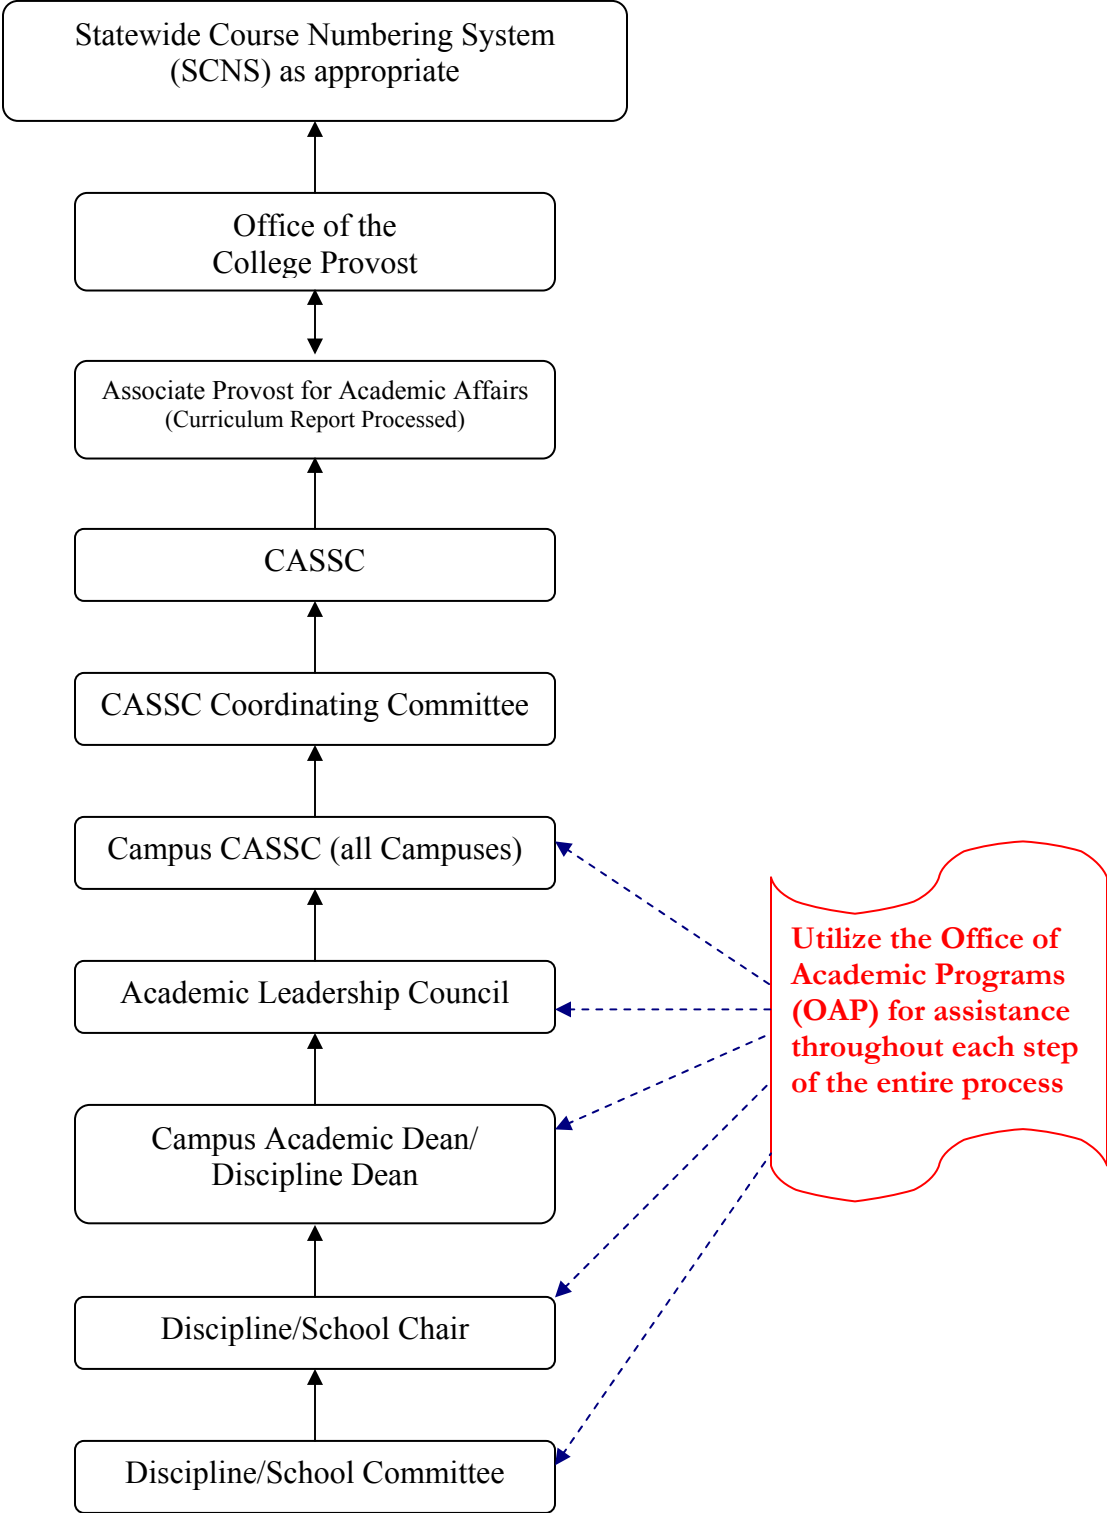 Statewide Course Numbering System
(SCNS) as appropriate
Office of the
College Provost
Associate Provost for Academic Affairs
(Curriculum Report Processed)
CASSC
CASSC Coordinating Committee
Campus CASSC (all Campuses)
Academic Leadership Council
Campus Academic Dean/
Discipline Dean
Discipline/School Chair
Discipline/School Committee
Utilize the Office of
Academic Programs
(OAP) for assistance
throughout each step
of the entire process